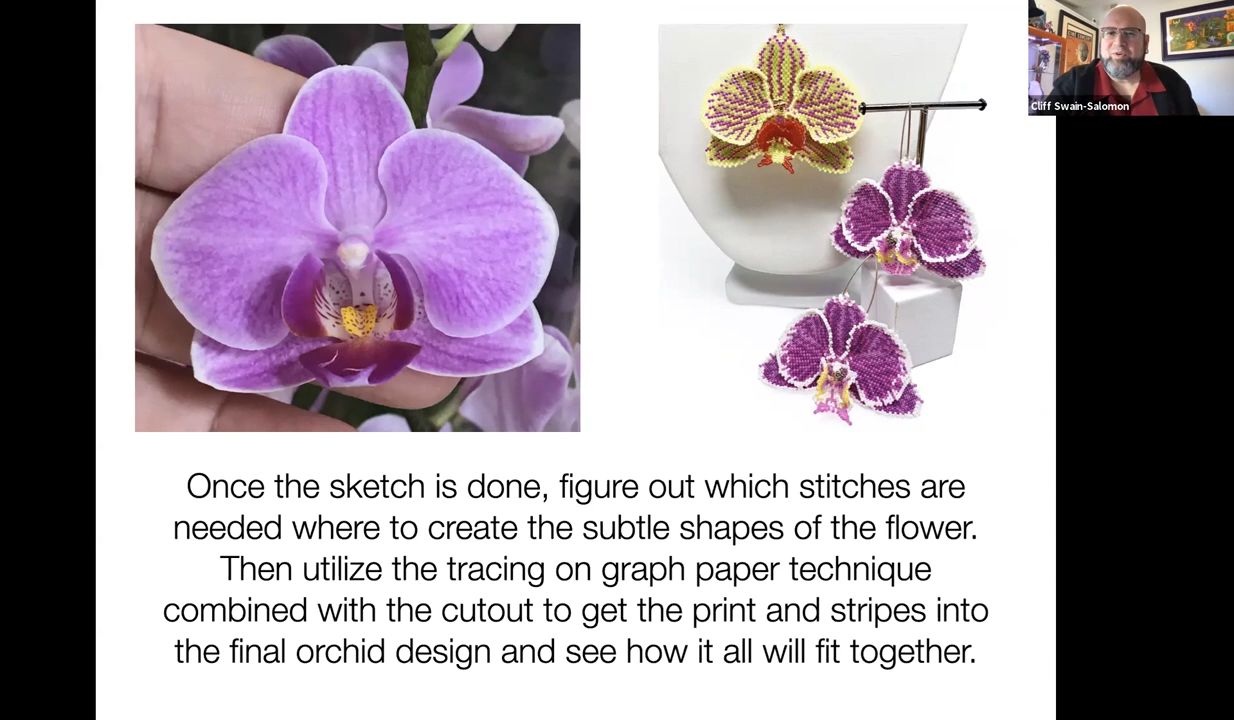 Cliff Swain-Salomon
Once the sketch is done, figure out which stitches are
needed where to create the subtle shapes of the flower.
Then utilize the tracing on graph paper technique
combined with the cutout to get the print and stripes into
the final orchid design and see how it all will fit together.